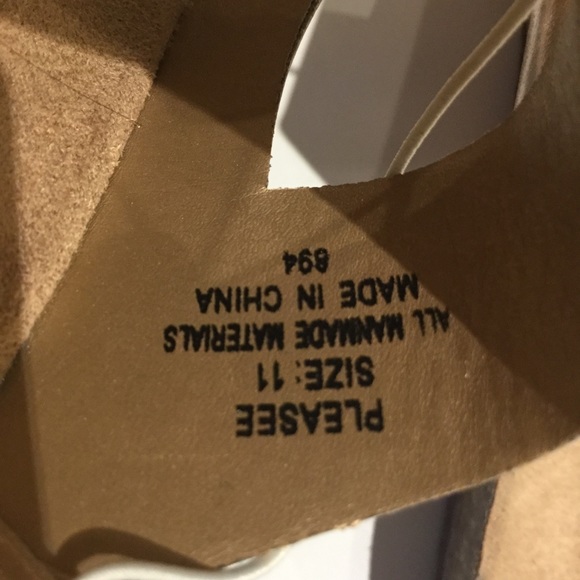 PLEASEE
SIZE: 11
ALL MANMADE MATERIALS
MADE IN CHINA
894